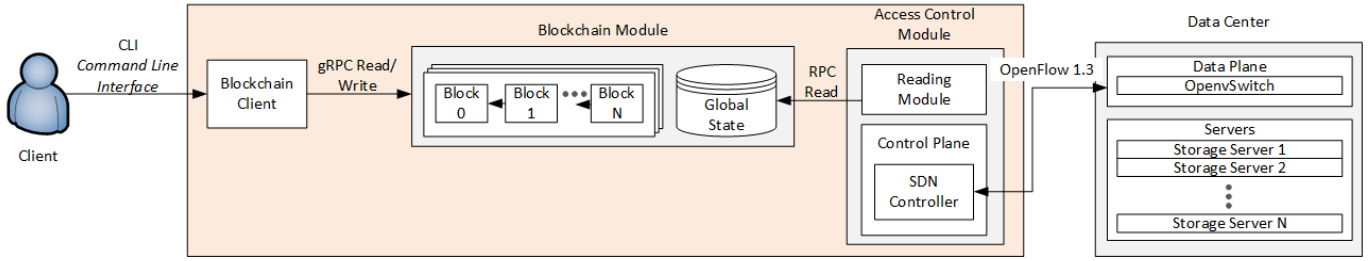 CLI
Command Line
Interface
Client
Blockchain
Client
gRPC Read/
Write
Blockchain Module
Block
0
Block
1
Block
N
Global
State
RPC
Read
Access Control
Module
Reading
Module
Control Plane
SDN
Controller
OpenFlow 1.3
Data Center
Data Plane
OpenvSwitch
Servers
Storage Server 1
Storage Server 2
Storage Server N